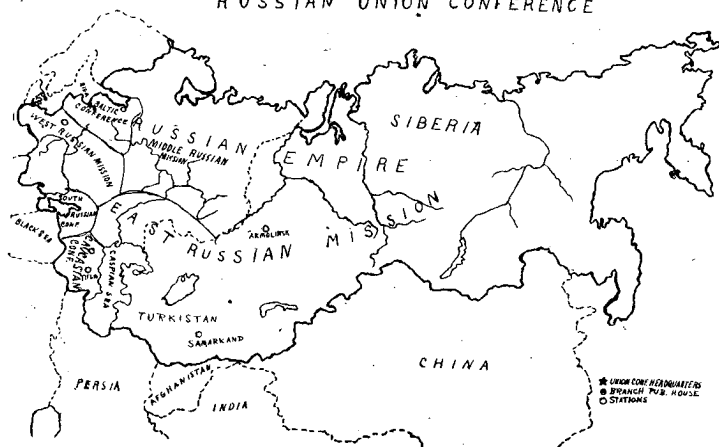 RUSSIAN UNION CONFERENCE
SIBERIA
RUSSIAN
EMPIRE
BALTIC
CONFERENCE
WEST RUSSIAN MISSION
MIDDLE RUSSIAN
MISSION
SOUTH
RUSSIAN
CONF
EAST RUSSIAN MISSION
BLACK SEA
CAUCASIAN
CONF.
CASPIAN SEA
AKMOLINSK
TURKISTAN
SAMARKAND
PERSIA
AFGHANISTAN
INDIA
CHINA
UNION CONF. HEADQUARTERS
BRANCH PUB. HOUSE
STATIONS